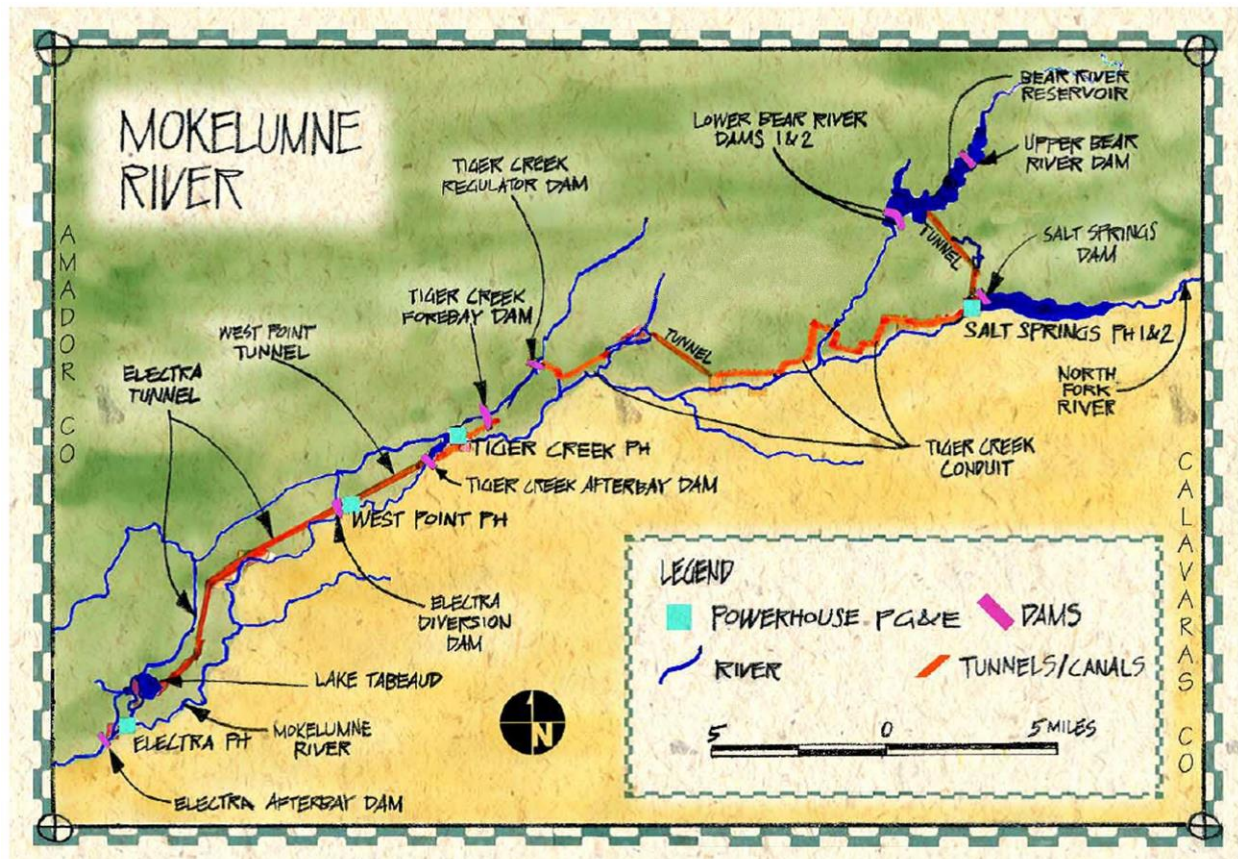 MOKELUMNE
RIVER
BEAR RIVER
RESERVOIR
LOWER BEAR RIVER
DAMS 1&2
UPPER BEAR
RIVER DAM
TIGER CREEK
REGULATOR DAM
TUNNEL
SALT SPRINGS
DAM
AMADOR CO
TIGER CREEK
FOREBAY DAM
WEST POINT
TUNNEL
TUNNEL
SALT SPRINGS PH 1&2
ELECTRA
TUNNEL
NORTH
FORK
RIVER
TIGER CREEK PH
TIGER CREEK
CONDUIT
TIGER CREEK AFTERBAY DAM
CALAVARAS CO
WEST POINT PH
ELECTRA
DIVERSION
DAM
LEGEND
POWERHOUSE PG&E
DAMS
RIVER
TUNNELS/CANALS
5 0 5 MILES
LAKE TABEAUD
N
ELECTRA PH
MOKELUMNE
RIVER
ELECTRA AFTERBAY DAM